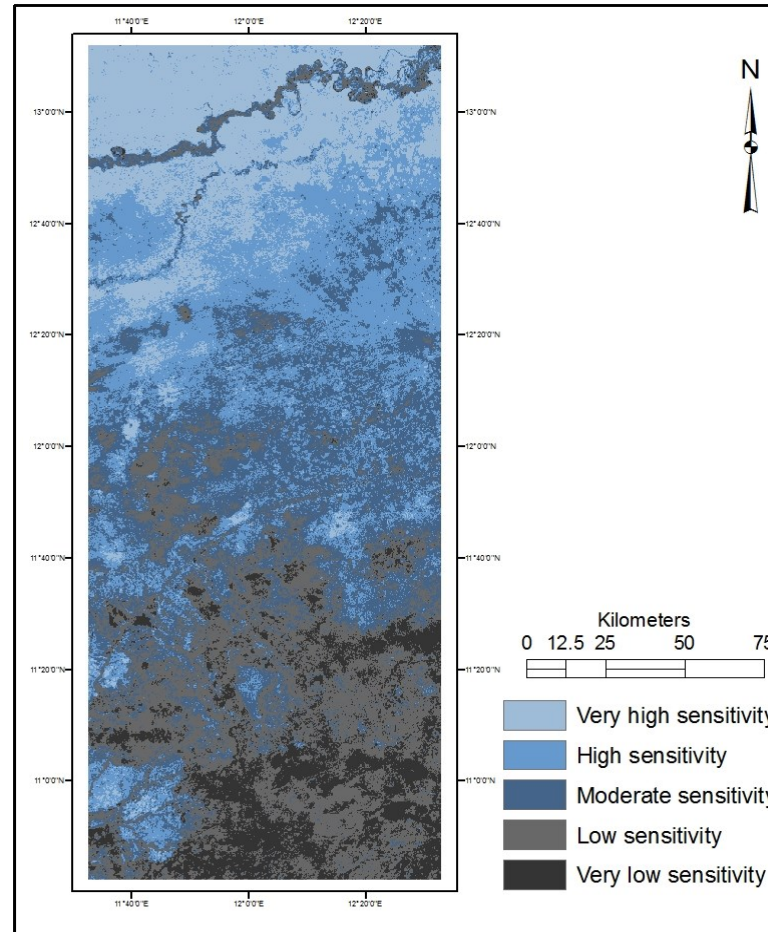 11°40'0"E 12°0'0"E 12°20'0"E
N
13°0'0"N 13°0'0"N
12°40'0"N 12°40'0"N
12°20'0"N 12°20'0"N
12°0'0"N 12°0'0"N
11°40'0"N 11°40'0"N
Kilometers
0 12.5 25 50 75
11°20'0"N 11°20'0"N
Very high sensitivity
High sensitivity
11°0'0"N 11°0'0"N
Moderate sensitivity
Low sensitivity
Very low sensitivity
11°40'0"E 12°0'0"E 12°20'0"E